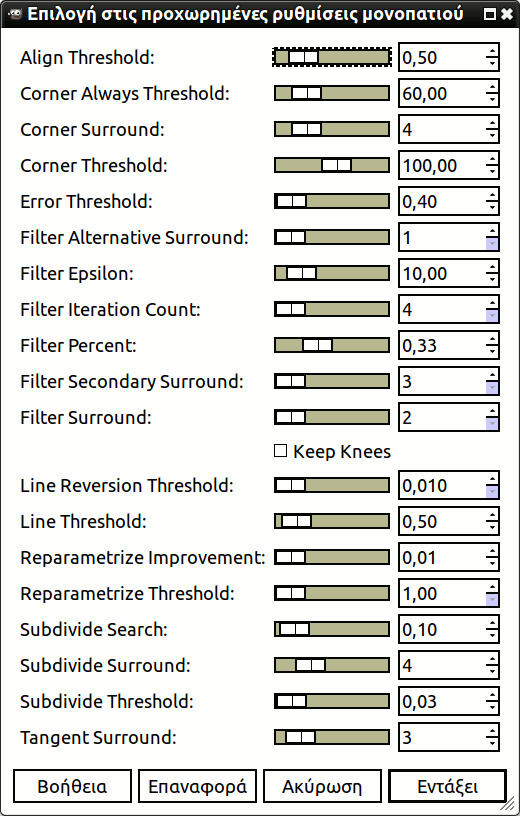 Επιλογή στις προχωρημένες ρυθμίσεις μονοπατιού
Align Threshold: 0,50
Corner Always Threshold: 60,00
Corner Surround: 4
Corner Threshold: 100,00
Error Threshold: 0,40
Filter Alternative Surround: 1
Filter Epsilon: 10,00
Filter Iteration Count: 4
Filter Percent: 0,33
Filter Secondary Surround: 3
Filter Surround: 2
Keep Knees
Line Reversion Threshold: 0,010
Line Threshold: 0,50
Reparametrize Improvement: 0,01
Reparametrize Threshold: 1,00
Subdivide Search: 0,10
Subdivide Surround: 4
Subdivide Threshold: 0,03
Tangent Surround: 3
Βοήθεια Επαναφορά Ακύρωση Εντάξει